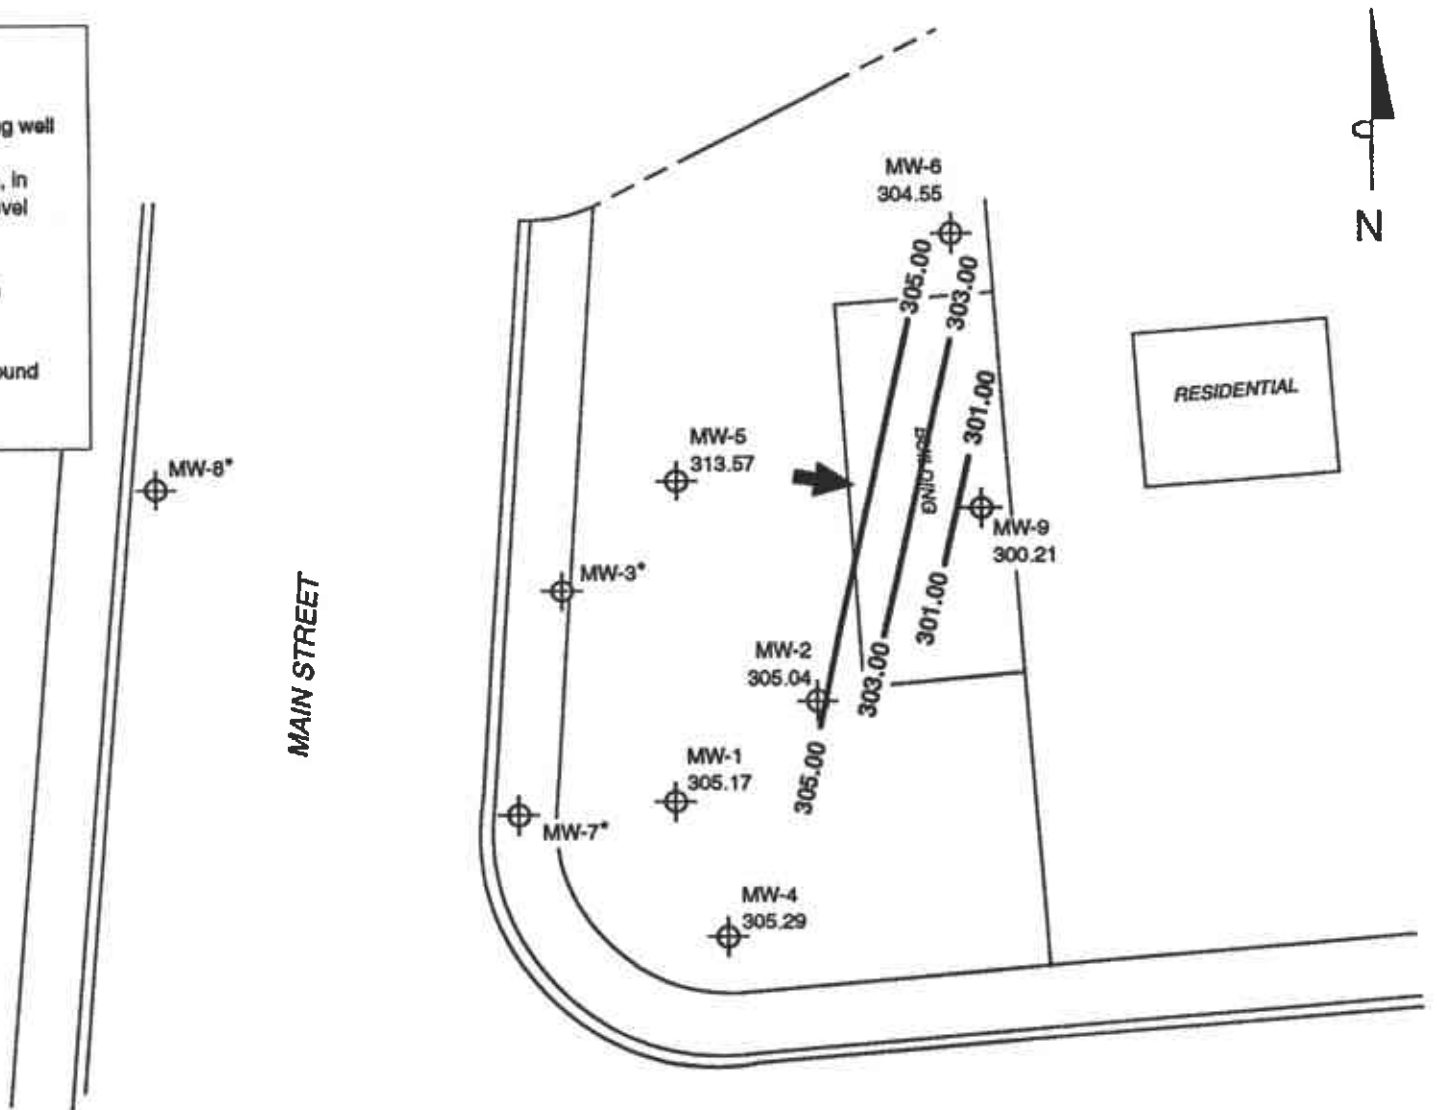 g well
, in
vel
ound
MW-6
304.55
N
305.00
303.00
RESIDENTIAL
301.00
MW-5
313.57
BUILDING
MW-8*
MW-9
300.21
MW-3*
301.00
MAIN STREET
MW-2
305.04
303.00
MW-1
305.17
305.00
MW-7*
MW-4
305.29